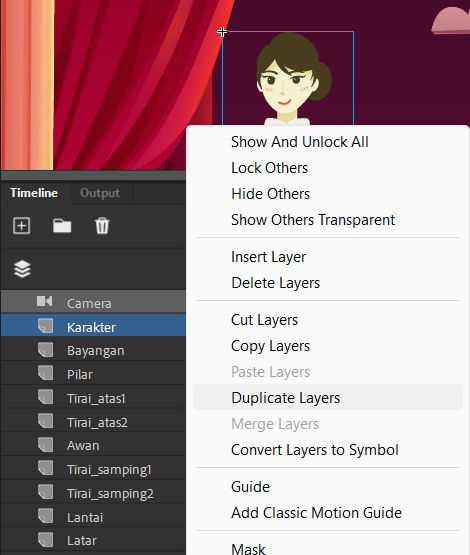 Show And Unlock All
Lock Others
Hide Others
Show Others Transparent
Insert Layer
Delete Layers
Cut Layers
Copy Layers
Paste Layers
Duplicate Layers
Merge Layers
Convert Layers to Symbol
Guide
Add Classic Motion Guide
Mask
Timeline
Output
Camera
Karakter
Bayangan
Pilar
Tirai_atas1
Tirai_atas2
Awan
Tirai_samping1
Tirai_samping2
Lantai
Latar